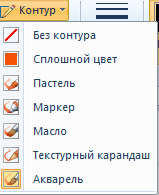 Контур
Без контура
Сплошной цвет
Пастель
Маркер
Масло
Текстурный карандаш
Акварель